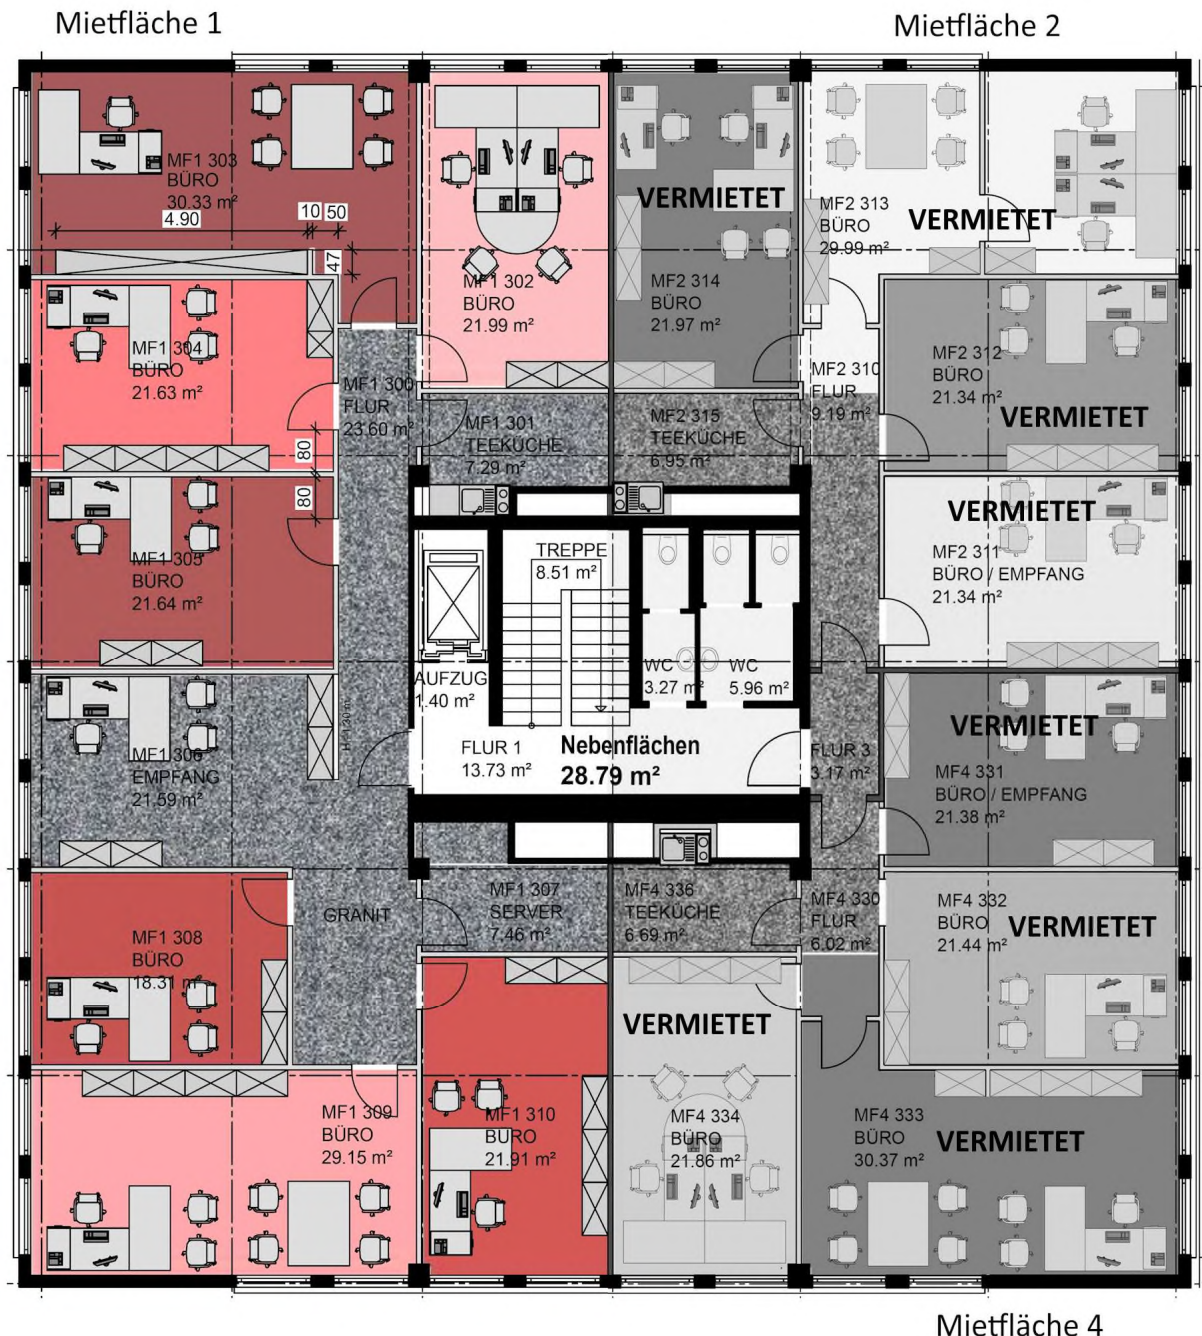 Mietfläche 1
Mietfläche 2
MF1 303
BÜRO
30.33 m²
4.90
10
50
47
MF1 302
BÜRO
21.99 m²
VERMIETET
MF2 314
BÜRO
21.97 m²
MF2 313
BÜRO
29.99 m²
VERMIETET
MF1 304
BÜRO
21.63 m²
MF1 300
FLUR
23.60 m²
80
80
MF1 301
TEEKÜCHE
7.29 m²
MF2 315
TEEKÜCHE
6.95 m²
MF2 310
FLUR
9.19 m²
MF2 312
BÜRO
21.34 m²
VERMIETET
MF1 305
BÜRO
21.64 m²
TREPPE
8.51 m²
VERMIETET
MF2 311
BÜRO / EMPFANG
21.34 m²
AUFZUG
1.40 m²
WC
3.27 m²
WC
5.96 m²
MF1 306
EMPFANG
21.59 m²
FLUR 1
13.73 m²
Nebenflächen
28.79 m²
FLUR 3
3.17 m²
VERMIETET
MF4 331
BÜRO / EMPFANG
21.38 m²
MF1 308
BÜRO
18.31 m²
GRANIT
MF1 307
SERVER
7.46 m²
MF4 336
TEEKÜCHE
6.69 m²
MF4 330
FLUR
6.02 m²
MF4 332
BÜRO
21.44 m²
VERMIETET
VERMIETET
MF1 309
BÜRO
29.15 m²
MF1 310
BÜRO
21.91 m²
MF4 334
BÜRO
21.86 m²
MF4 333
BÜRO
30.37 m²
VERMIETET
Mietfläche 4